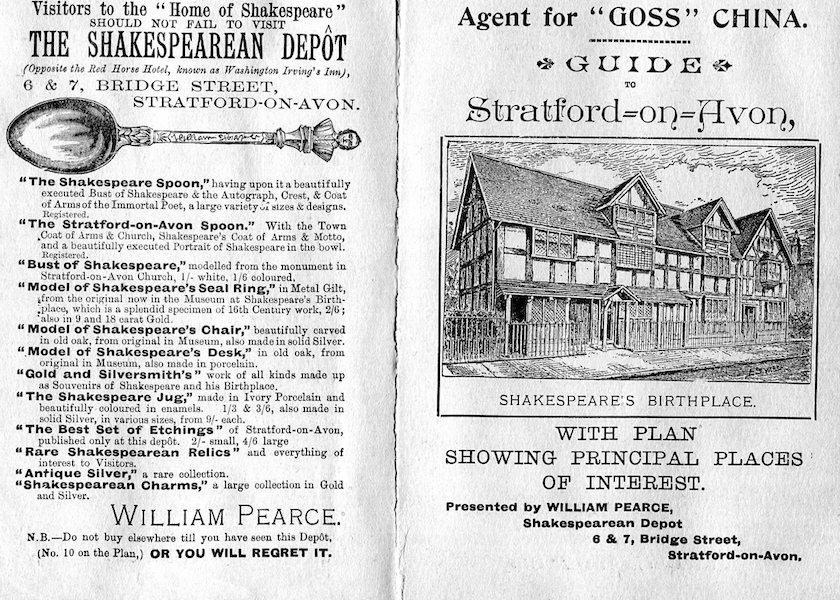 Visitors to the "Home of Shakespeare"
SHOULD NOT FAIL TO VISIT
THE SHAKESPEAREAN DEPÔT
(Opposite the Red Horse Hotel, known as Washington Irving's Inn),
6 & 7, BRIDGE STREET,
STRATFORD-ON-AVON.
"The Shakespeare Spoon," having upon it a beautifully
executed Bust of Shakespeare & the Autograph, Crest, & Coat
of Arms of the Immortal Poet, a large variety of sizes & designs.
Registered.
"The Stratford-on-Avon Spoon." With the Town
Coat of Arms & Church, Shakespeare's Coat of Arms & Motto,
and a beautifully executed Portrait of Shakespeare in the bowl.
Registered.
"Bust of Shakespeare," modelled from the monument in
Stratford-on-Avon Church, 1/- white, 1/6 coloured.
"Model of Shakespeare's Seal Ring," in Metal Gilt,
from the original now in the Museum at Shakespeare's Birth-
place, which is a splendid specimen of 16th Century work, 2/6;
also in 9 and 18 carat Gold.
"Model of Shakespeare's Chair," beautifully carved
in old oak, from original in Museum, also made in solid Silver.
"Model of Shakespeare's Desk," in old oak, from
original in Museum, also made in porcelain.
"Gold and Silversmith's" work of all kinds made up
as Souvenirs of Shakespeare and his Birthplace.
"The Shakespeare Jug," made in Ivory Porcelain and
beautifully coloured in enamels. 1/3 & 3/6, also made in
solid Silver, in various sizes, from 9/- each.
"The Best Set of Etchings" of Stratford-on-Avon,
published only at this depôt. 2/- small, 4/6 large
"Rare Shakespearean Relics" and everything of
interest to Visitors.
"Antique Silver," a rare collection.
"Shakespearean Charms," a large collection in Gold
and Silver.
WILLIAM PEARCE.
N.B.—Do not buy elsewhere till you have seen this Depôt,
(No. 10 on the Plan,) OR YOU WILL REGRET IT.
Agent for "GOSS" CHINA.
GUIDE
TO
Stratford=on=Avon,
SHAKESPEARE'S BIRTHPLACE.
WITH PLAN
SHOWING PRINCIPAL PLACES
OF INTEREST.
Presented by WILLIAM PEARCE,
Shakespearean Depot
6 & 7, Bridge Street,
Stratford-on-Avon.